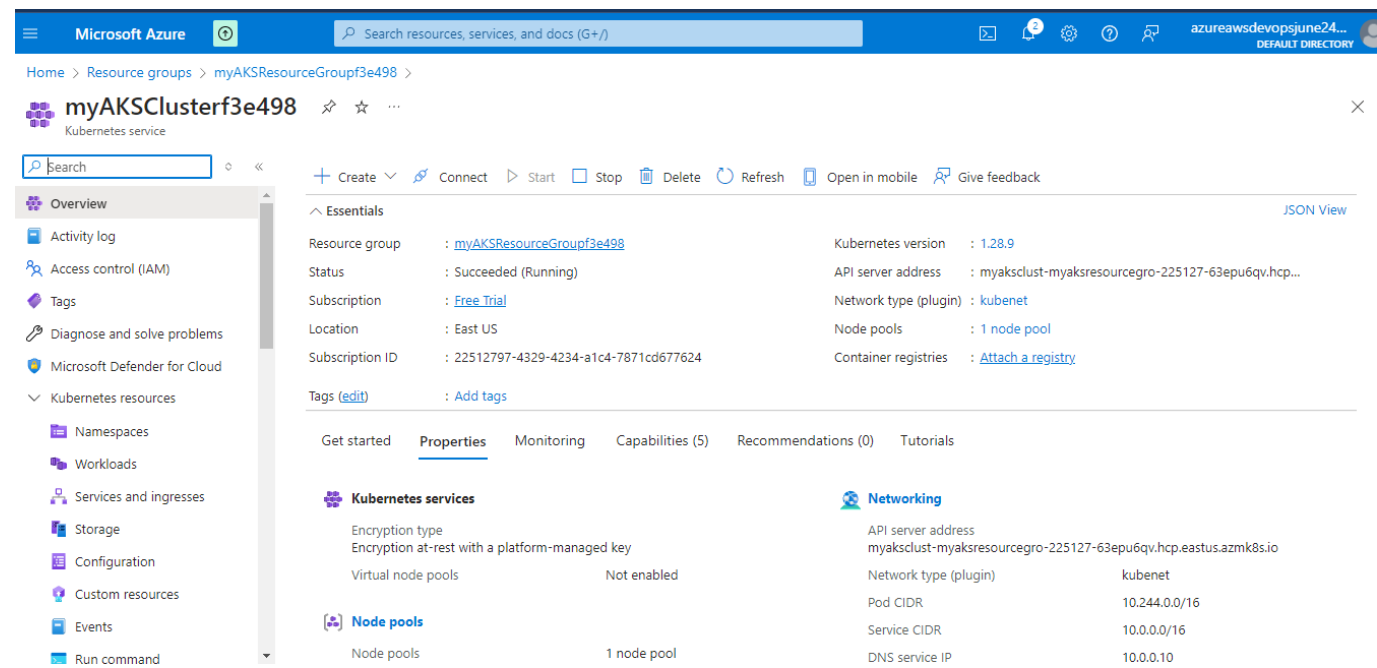 Microsoft Azure
Search resources, services, and docs (G+/)
2
azureawsdevopsjune24...
DEFAULT DIRECTORY
Home > Resource groups > myAKSResourceGroupf3e498 >
myAKSClusterf3e498
Kubernetes service
Search
Create
Connect
Start
Stop
Delete
Refresh
Open in mobile
Give feedback
Overview
Activity log
Access control (IAM)
Tags
Diagnose and solve problems
Microsoft Defender for Cloud
Kubernetes resources
Namespaces
Workloads
Services and ingresses
Storage
Configuration
Custom resources
Events
Run command
Essentials
JSON View
Resource group : myAKSResourceGroupf3e498
Status : Succeeded (Running)
Subscription : Free Trial
Location : East US
Subscription ID : 22512797-4329-4234-a1c4-7871cd677624
Kubernetes version : 1.28.9
API server address : myaksclust-myaksresourcegro-225127-63epu6qv.hcp...
Network type (plugin) : kubenet
Node pools : 1 node pool
Container registries : Attach a registry
Tags (edit) : Add tags
Get started
Properties
Monitoring
Capabilities (5)
Recommendations (0)
Tutorials
Kubernetes services
Encryption type
Encryption at-rest with a platform-managed key
Virtual node pools Not enabled
Node pools
Node pools 1 node pool
Networking
API server address
myaksclust-myaksresourcegro-225127-63epu6qv.hcp.eastus.azmk8s.io
Network type (plugin) kubenet
Pod CIDR 10.244.0.0/16
Service CIDR 10.0.0.0/16
DNS service IP 10.0.0.10